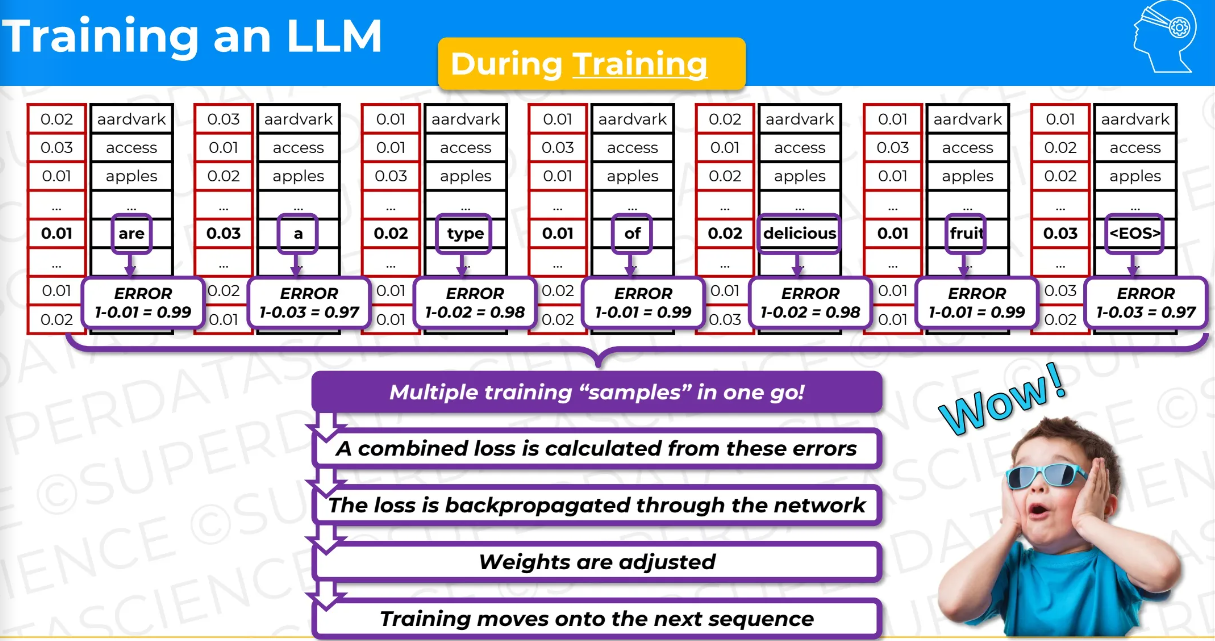 Training an LLM
During Training
0.02 aardvark 0.03 aardvark 0.01 aardvark 0.01 aardvark 0.02 aardvark 0.01 aardvark 0.01 aardvark
0.03 access 0.01 access 0.01 access 0.03 access 0.01 access 0.03 access 0.02 access
0.01 apples 0.02 apples 0.03 apples 0.01 apples 0.02 apples 0.01 apples 0.02 apples
... ... ... ... ... ... ... ... ... ... ... ... ... ...
0.01 are 0.03 a 0.02 type 0.01 of 0.02 delicious 0.01 fruit 0.03 <EOS>
... ... ... ... ... ... ...
0.01 ERROR 0.02 ERROR 0.01 ERROR 0.02 ERROR 0.01 ERROR 0.01 ERROR 0.03 ERROR
1-0.01 = 0.99 1-0.03 = 0.97 1-0.02 = 0.98 1-0.01 = 0.99 1-0.02 = 0.98 1-0.01 = 0.99 1-0.03 = 0.97
0.02 0.01 0.01 0.02 0.03 0.01 0.02
Multiple training “samples” in one go!
A combined loss is calculated from these errors
The loss is backpropagated through the network
Weights are adjusted
Training moves onto the next sequence
Wow!
©SUPERDATASCIENCE